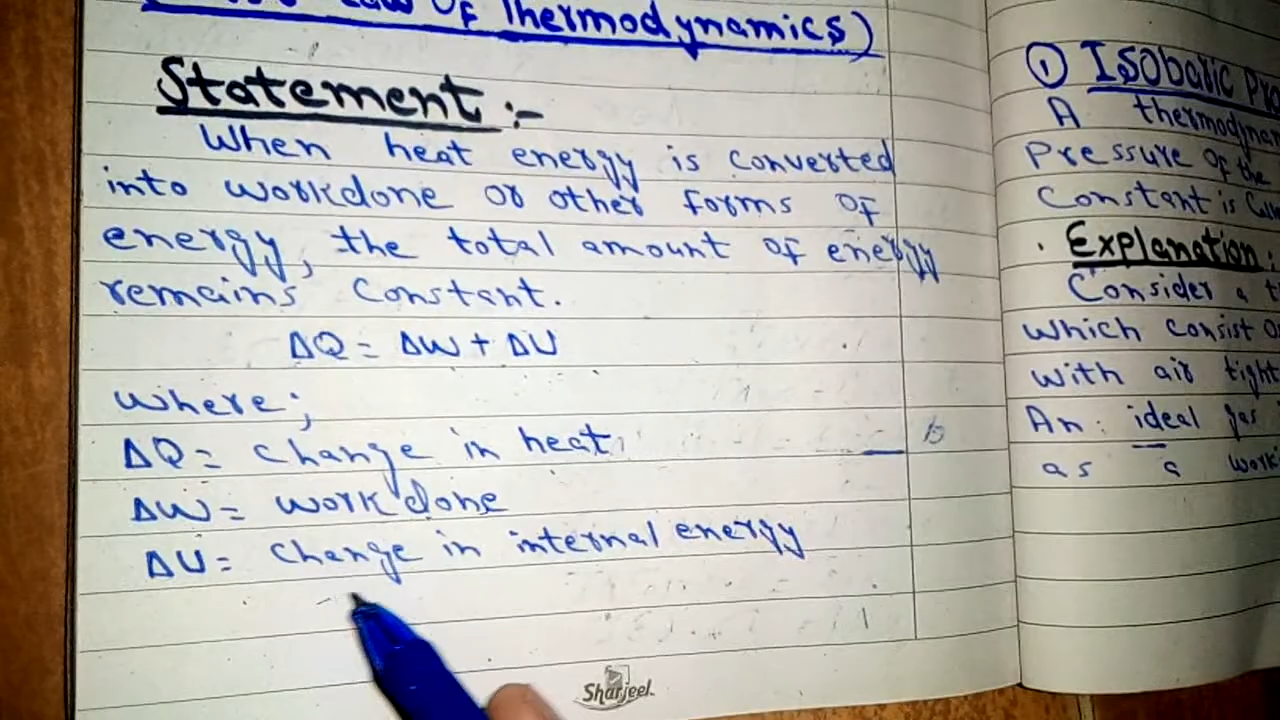 Law Of Thermodynamics)
Statement :-
When heat energy is converted
into workdone or other forms of
energy, the total amount of energy
remains constant.
ΔQ = ΔW + ΔU
where;
ΔQ = change in heat
ΔW = work done
ΔU = change in internal energy
Sharjeel
① Isobaric
A
Pressure of the
Constant is
. Explanation:
Consider a
which consist
with air tight
An ideal gas
as a